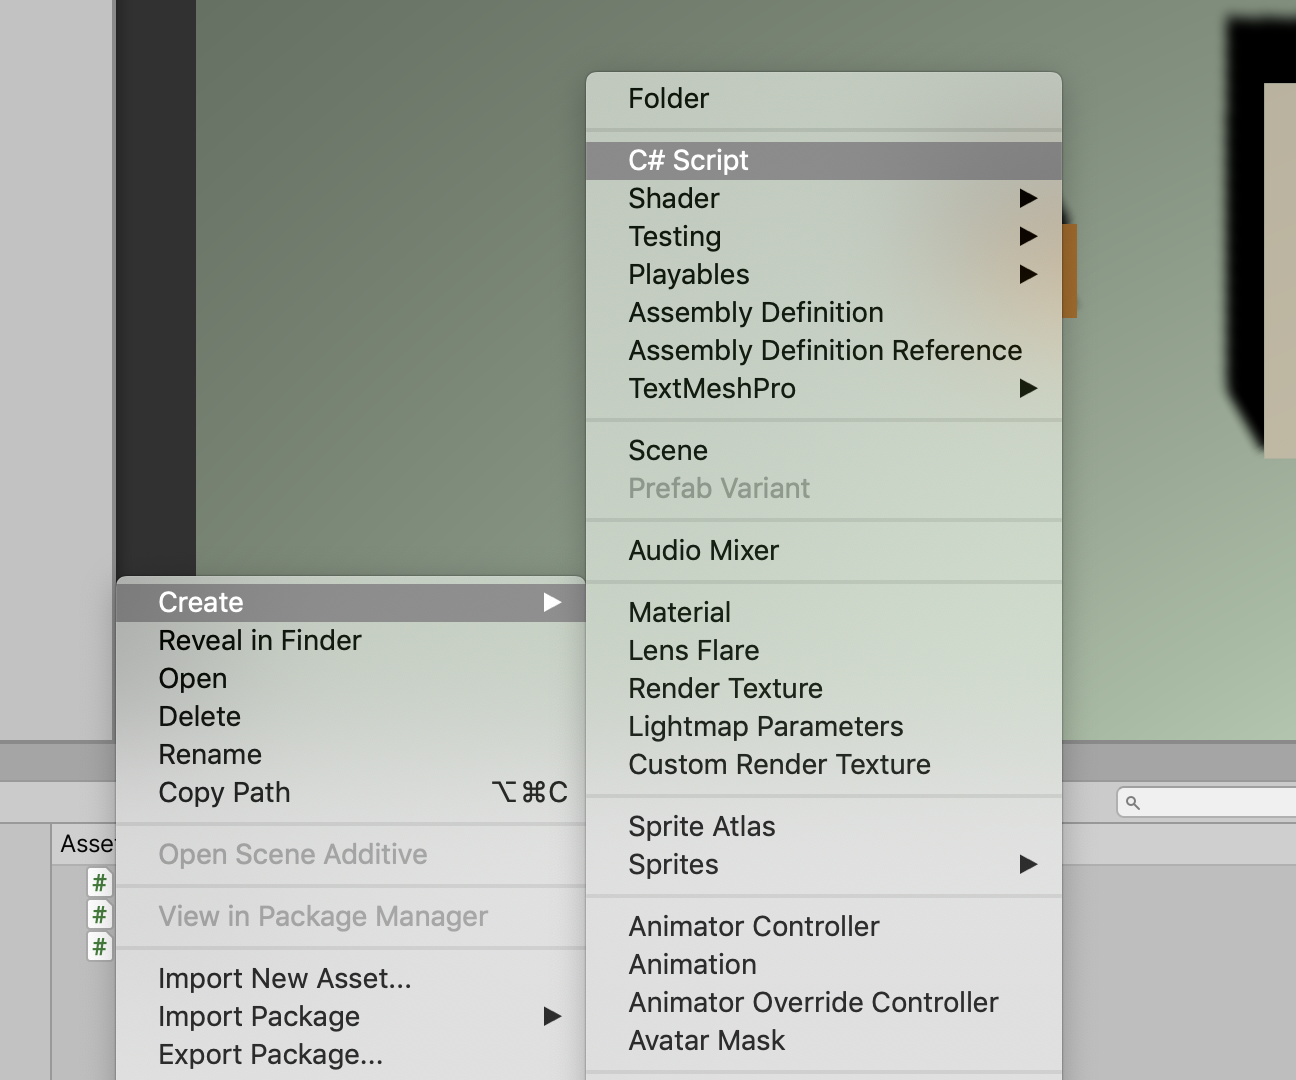 Folder
C# Script
Shader
Testing
Playables
Assembly Definition
Assembly Definition Reference
TextMeshPro
Scene
Prefab Variant
Audio Mixer
Material
Lens Flare
Render Texture
Lightmap Parameters
Custom Render Texture
Sprite Atlas
Sprites
Animator Controller
Animation
Animator Override Controller
Avatar Mask
Create
Reveal in Finder
Open
Delete
Rename
Copy Path ⌥⌘C
Open Scene Additive
View in Package Manager
Import New Asset...
Import Package
Export Package...
Asse
#
#
#